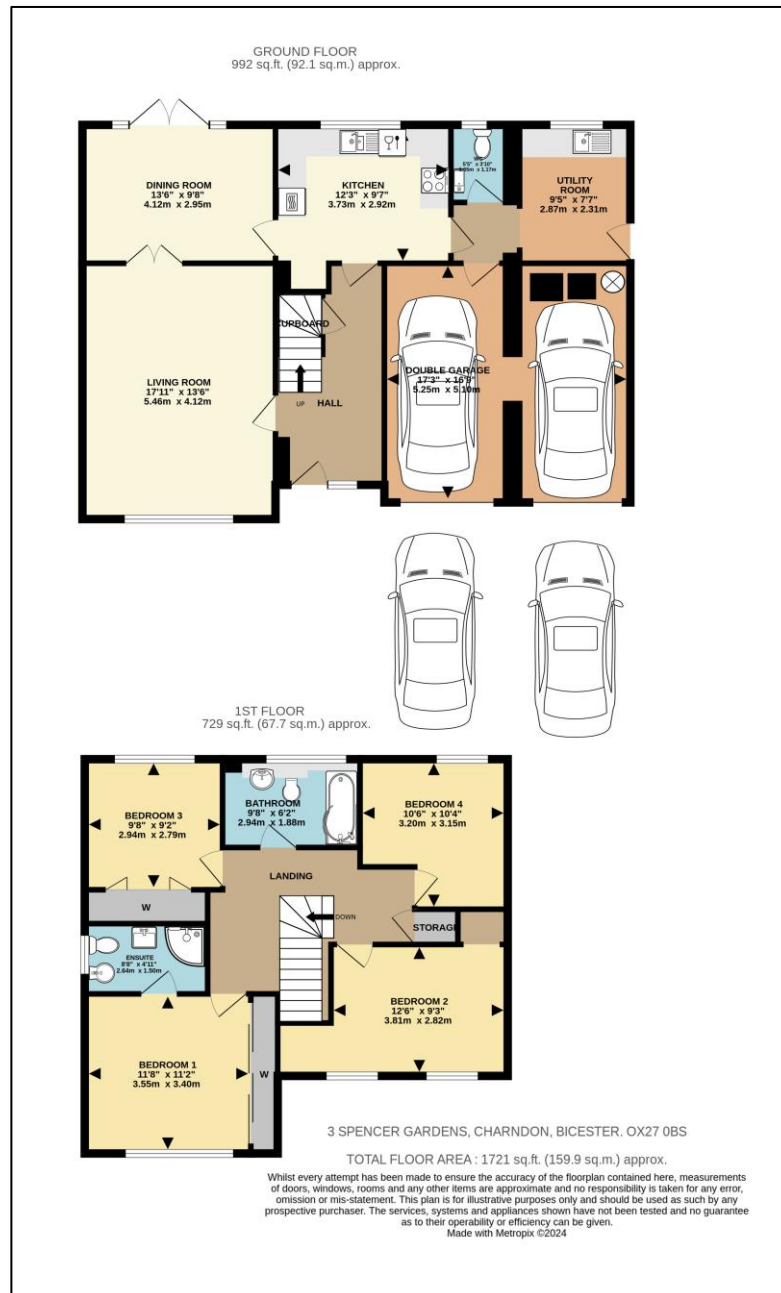 GROUND FLOOR
992 sq.ft. (92.1 sq.m.) approx.
DINING ROOM
13'6" x 9'8"
4.12m x 2.95m
KITCHEN
12'3" x 9'7"
3.73m x 2.92m
UTILITY
ROOM
9'5" x 7'7"
2.87m x 2.31m
CUPBOARD
LIVING ROOM
17'11" x 13'6"
5.46m x 4.12m
UP
HALL
DOUBLE GARAGE
17'3" x 16'9"
5.25m x 5.10m
1ST FLOOR
729 sq.ft. (67.7 sq.m.) approx.
BEDROOM 3
9'8" x 9'2"
2.94m x 2.79m
BATHROOM
9'8" x 6'2"
2.94m x 1.88m
BEDROOM 4
10'6" x 10'4"
3.20m x 3.15m
LANDING
W
DOWN
STORAGE
ENSUITE
8'8" x 4'11"
2.64m x 1.50m
BEDROOM 2
12'6" x 9'3"
3.81m x 2.82m
BEDROOM 1
11'8" x 11'2"
3.55m x 3.40m
W
3 SPENCER GARDENS, CHARNDON, BICESTER. OX27 0BS
TOTAL FLOOR AREA : 1721 sq.ft. (159.9 sq.m.) approx.
Whilst every attempt has been made to ensure the accuracy of the floorplan contained here, measurements
of doors, windows, rooms and any other items are approximate and no responsibility is taken for any error,
omission or mis-statement. This plan is for illustrative purposes only and should be used as such by any
prospective purchaser. The services, systems and appliances shown have not been tested and no guarantee
as to their operability or efficiency can be given.
Made with Metropix ©2024